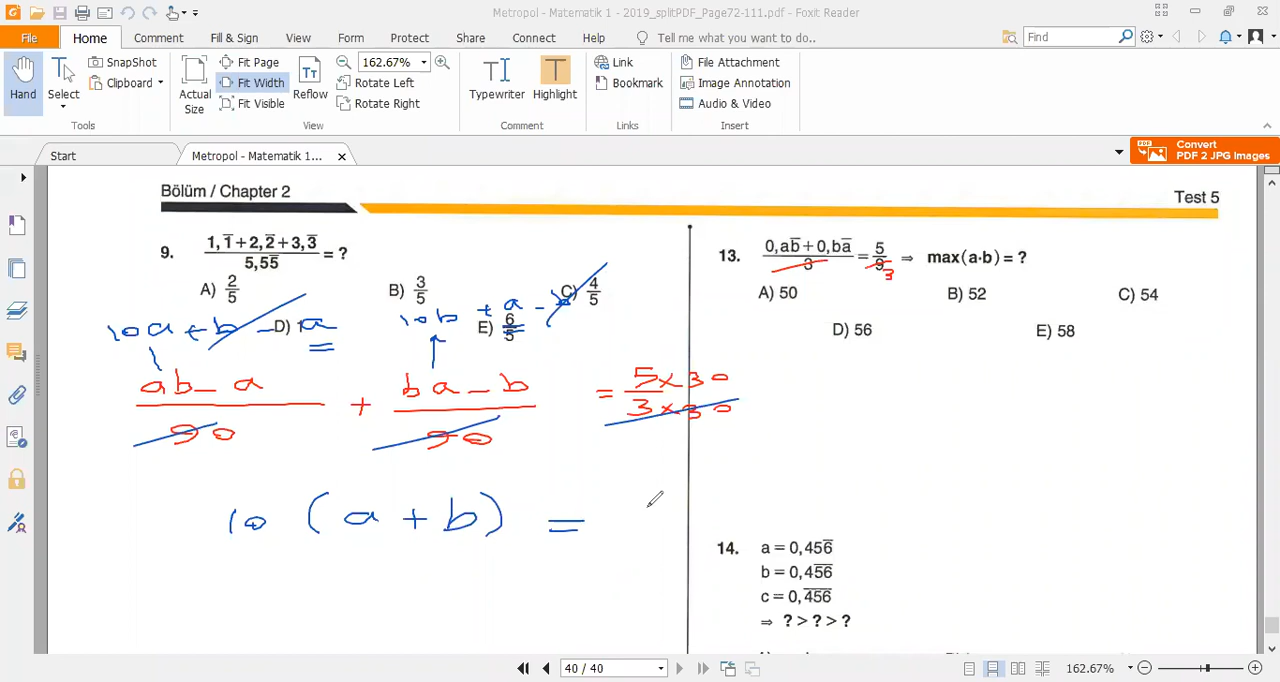 Metropol - Matematik 1 - 2019_splitPDF_Page72-111.pdf - Foxit Reader
File Home Comment Fill & Sign View Form Protect Share Connect Help Tell me what you want to do.. Find
Hand
Select
SnapShot
Clipboard
Actual Size
Fit Page
Fit Width
Fit Visible
Reflow
162.67%
Rotate Left
Rotate Right
Typewriter
Highlight
Link
Bookmark
File Attachment
Image Annotation
Audio & Video
Tools View Comment Links Insert
Start Metropol - Matematik 1... Convert
PDF 2 JPG Images
Bölüm / Chapter 2 Test 5
9. (1,1̅ + 2,2̅ + 3,3̅) / 5,55̅ = ?
A) 2/5 B) 3/5 C) 4/5
D) 1 E) 6/5
10a + b - a 10b + a - b
(ab - a)/90 + (ba - b)/90 = (5x30)/(3x30)
10 (a + b) =
13. (0,ab̅ + 0,ba̅) / 3 = 5/9 ⇒ max(a·b) = ?
3
A) 50 B) 52 C) 54
D) 56 E) 58
14. a = 0,456̅
b = 0,45̅6̅
c = 0,4̅5̅6̅
⇒ ? > ? > ?
40 / 40 162.67%